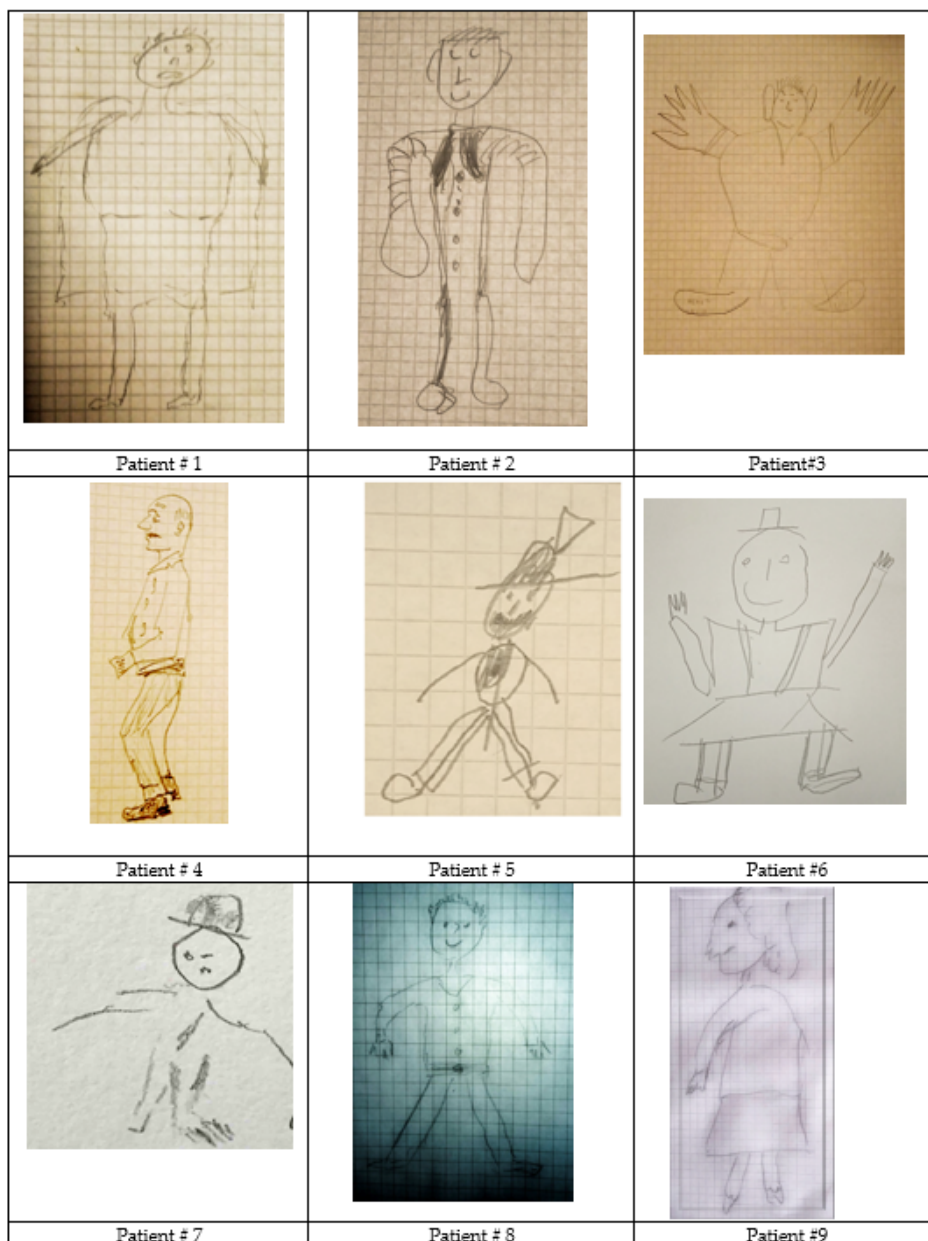 Patient # 1
Patient # 2
Patient#3
Patient # 4
Patient # 5
Patient #6
Patient # 7
Patient # 8
Patient #9